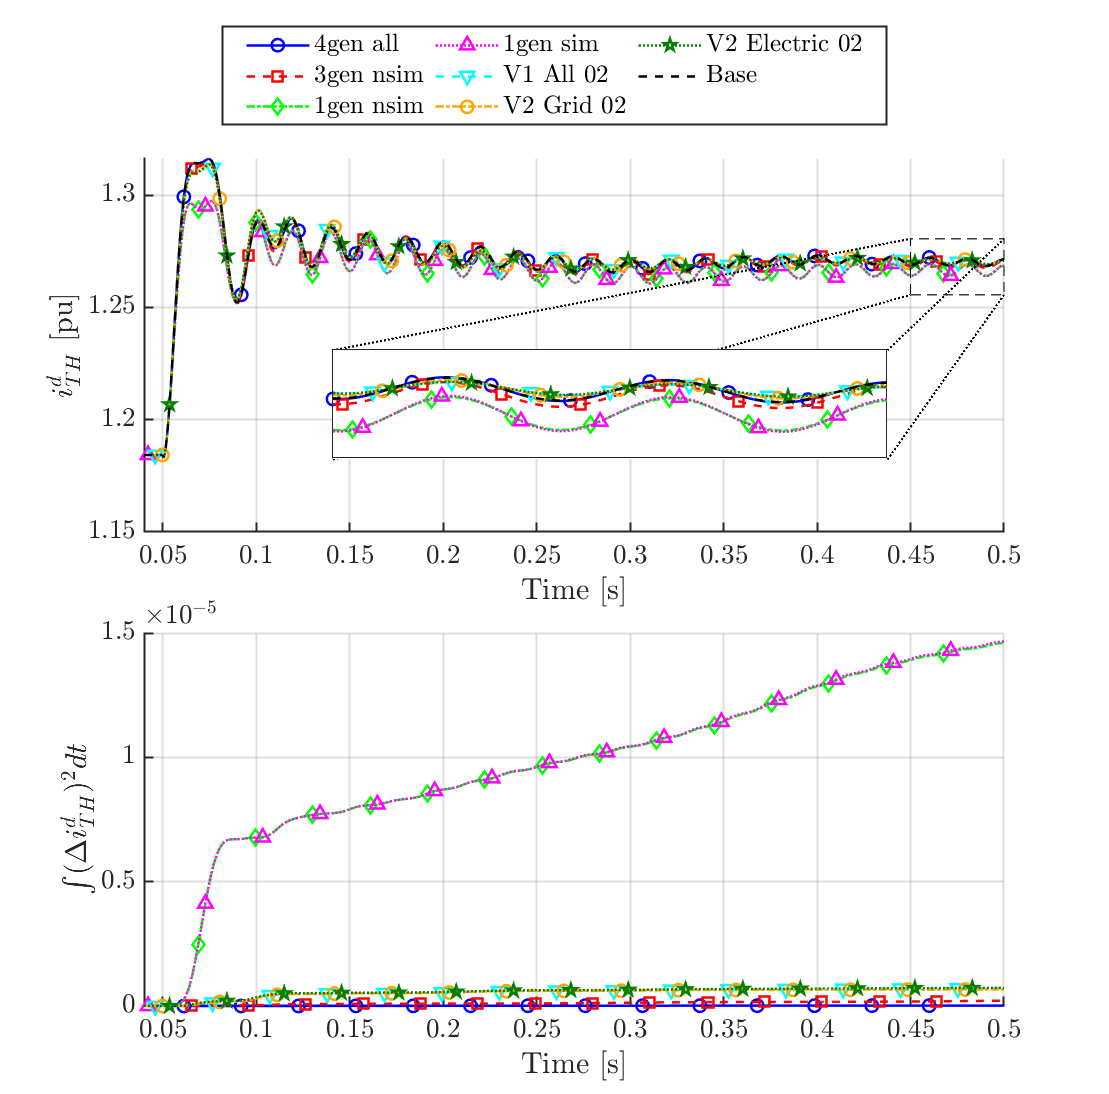 4gen all 1gen sim V2 Electric 02
3gen nsim V1 All 02 Base
1gen nsim V2 Grid 02
1.3
1.25
1.2
1.15
i_{TH}^{d} [pu]
0.05 0.1 0.15 0.2 0.25 0.3 0.35 0.4 0.45 0.5
Time [s]
×10^{-5}
1.5
1
0.5
0
∫(Δi_{TH}^{d})^{2}dt
0.05 0.1 0.15 0.2 0.25 0.3 0.35 0.4 0.45 0.5
Time [s]